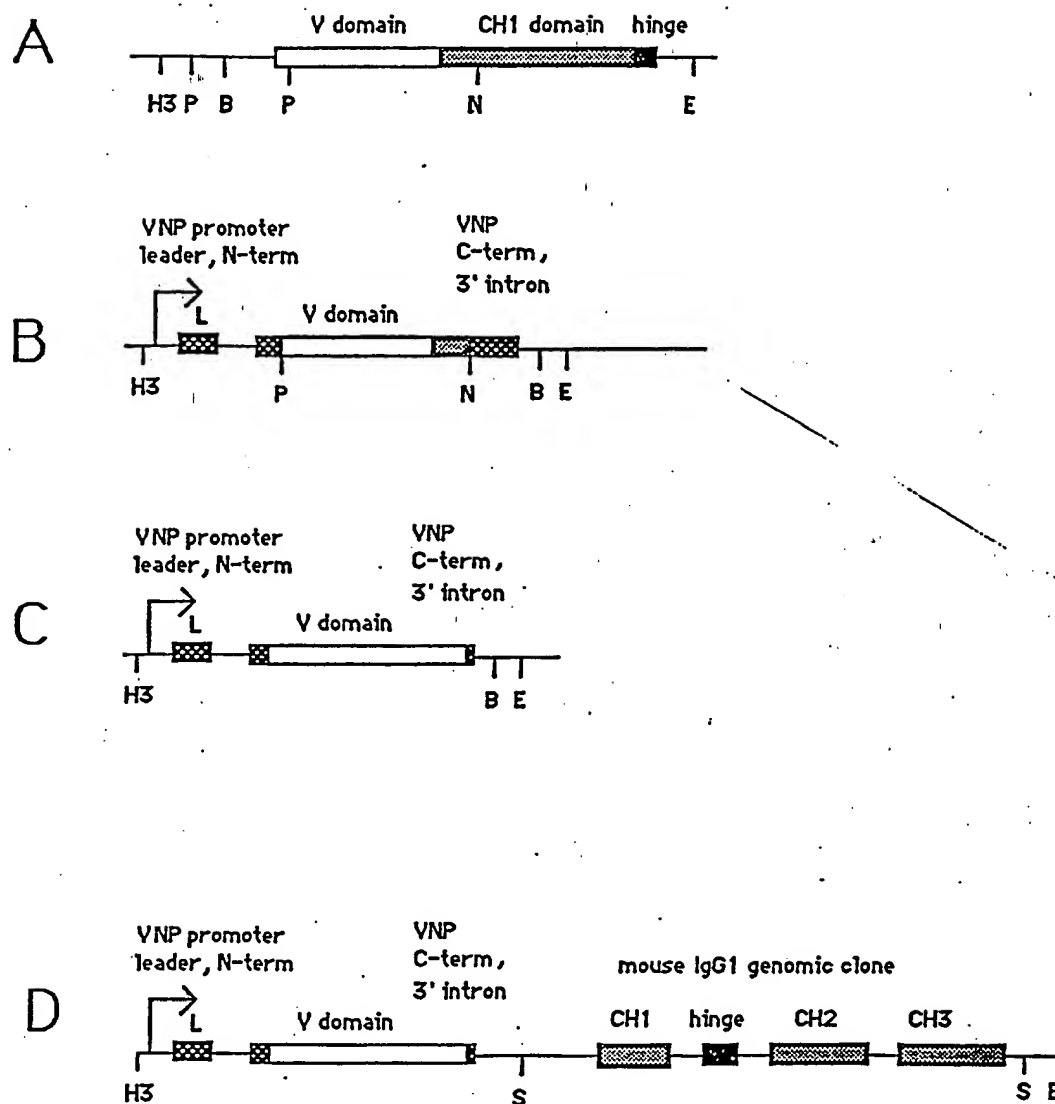 A
V domain CH1 domain hinge
H3 P B P N E
B
VNP promoter
leader, N-term
VNP
C-term,
3' intron
L V domain
H3 P N B E
C
VNP promoter
leader, N-term
VNP
C-term,
3' intron
L V domain
H3 B E
D
VNP promoter
leader, N-term
VNP
C-term,
3' intron
mouse IgG1 genomic clone
L V domain CH1 hinge CH2 CH3
H3 S S E